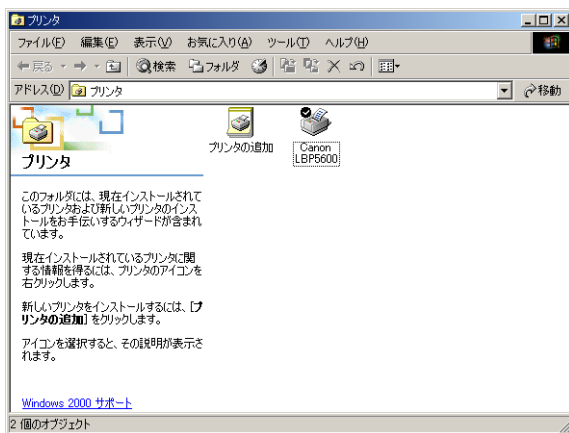 プリンタ
ファイル(F) 編集(E) 表示(V) お気に入り(A) ツール(T) ヘルプ(H)
戻る 検索 フォルダ
アドレス(D) プリンタ 移動
プリンタ
このフォルダには、現在インストールされて
いるプリンタおよび新しいプリンタのインス
トールをお手伝いするウィザードが含まれ
ています。
現在インストールされているプリンタに関
する情報を得るには、プリンタのアイコンを
右クリックします。
新しいプリンタをインストールするには、[プ
リンタの追加] をクリックします。
アイコンを選択すると、その説明が表示さ
れます。
Windows 2000 サポート
プリンタの追加
Canon
LBP5600
2 個のオブジェクト